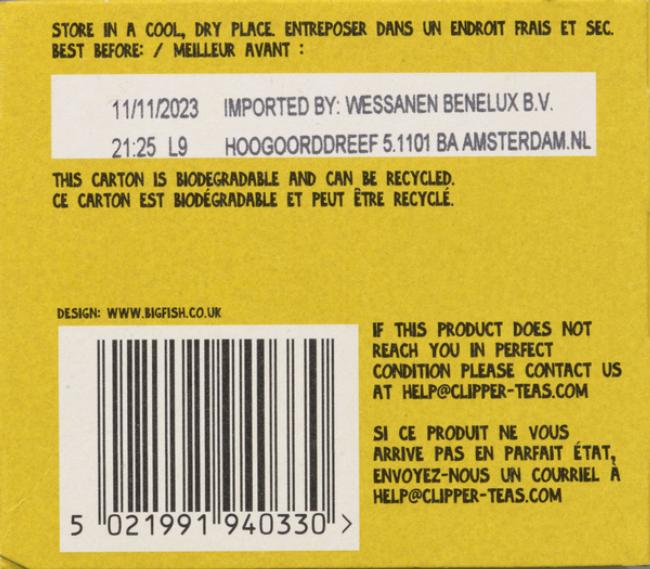 STORE IN A COOL, DRY PLACE. ENTREPOSER DANS UN ENDROIT FRAIS ET SEC.
BEST BEFORE: / MEILLEUR AVANT :
11/11/2023 IMPORTED BY: WESSANEN BENELUX B.V.
21:25 L9 HOOGOORDDREEF 5.1101 BA AMSTERDAM.NL
THIS CARTON IS BIODEGRADABLE AND CAN BE RECYCLED.
CE CARTON EST BIODÉGRADABLE ET PEUT ÊTRE RECYCLÉ.
DESIGN: WWW.BIGFISH.CO.UK
5 021991 940330 >
IF THIS PRODUCT DOES NOT
REACH YOU IN PERFECT
CONDITION PLEASE CONTACT US
AT HELP@CLIPPER-TEAS.COM
SI CE PRODUIT NE VOUS
ARRIVE PAS EN PARFAIT ÉTAT,
ENVOYEZ-NOUS UN COURRIEL À
HELP@CLIPPER-TEAS.COM